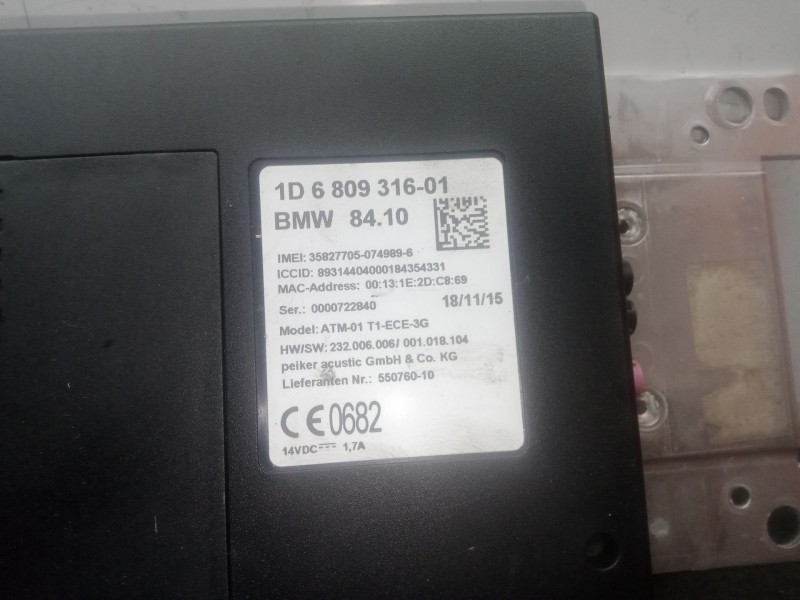 1D 6 809 316-01
BMW 84.10
IMEI: 35827705-074989-6
ICCID: 89314404000184354331
MAC-Address: 00:13:1E:2D:C8:69
Ser.: 0000722840 18/11/15
Model: ATM-01 T1-ECE-3G
HW/SW: 232.006.006/ 001.018.104
peiker acustic GmbH & Co. KG
Lieferanten Nr.: 550760-10
CE0682
14VDC⎓ 1,7A